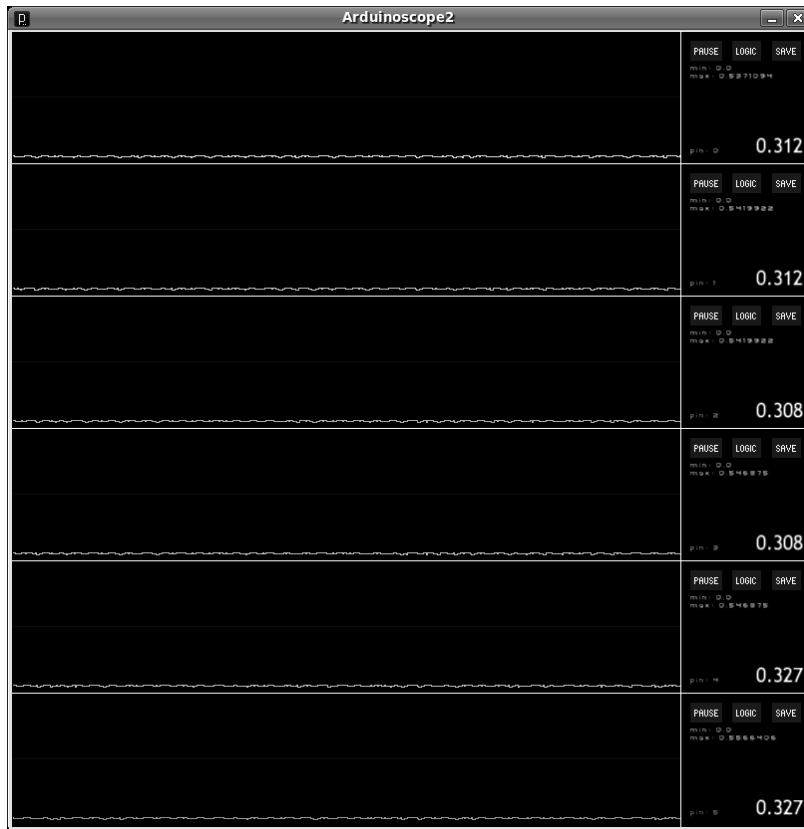 Arduinoscope2
PAUSE LOGIC SAVE
min: 0.0
max: 0.5371094
pin: 0 0.312
PAUSE LOGIC SAVE
min: 0.0
max: 0.5419922
pin: 1 0.312
PAUSE LOGIC SAVE
min: 0.0
max: 0.5419922
pin: 2 0.308
PAUSE LOGIC SAVE
min: 0.0
max: 0.546875
pin: 3 0.308
PAUSE LOGIC SAVE
min: 0.0
max: 0.546875
pin: 4 0.327
PAUSE LOGIC SAVE
min: 0.0
max: 0.5566406
pin: 5 0.327